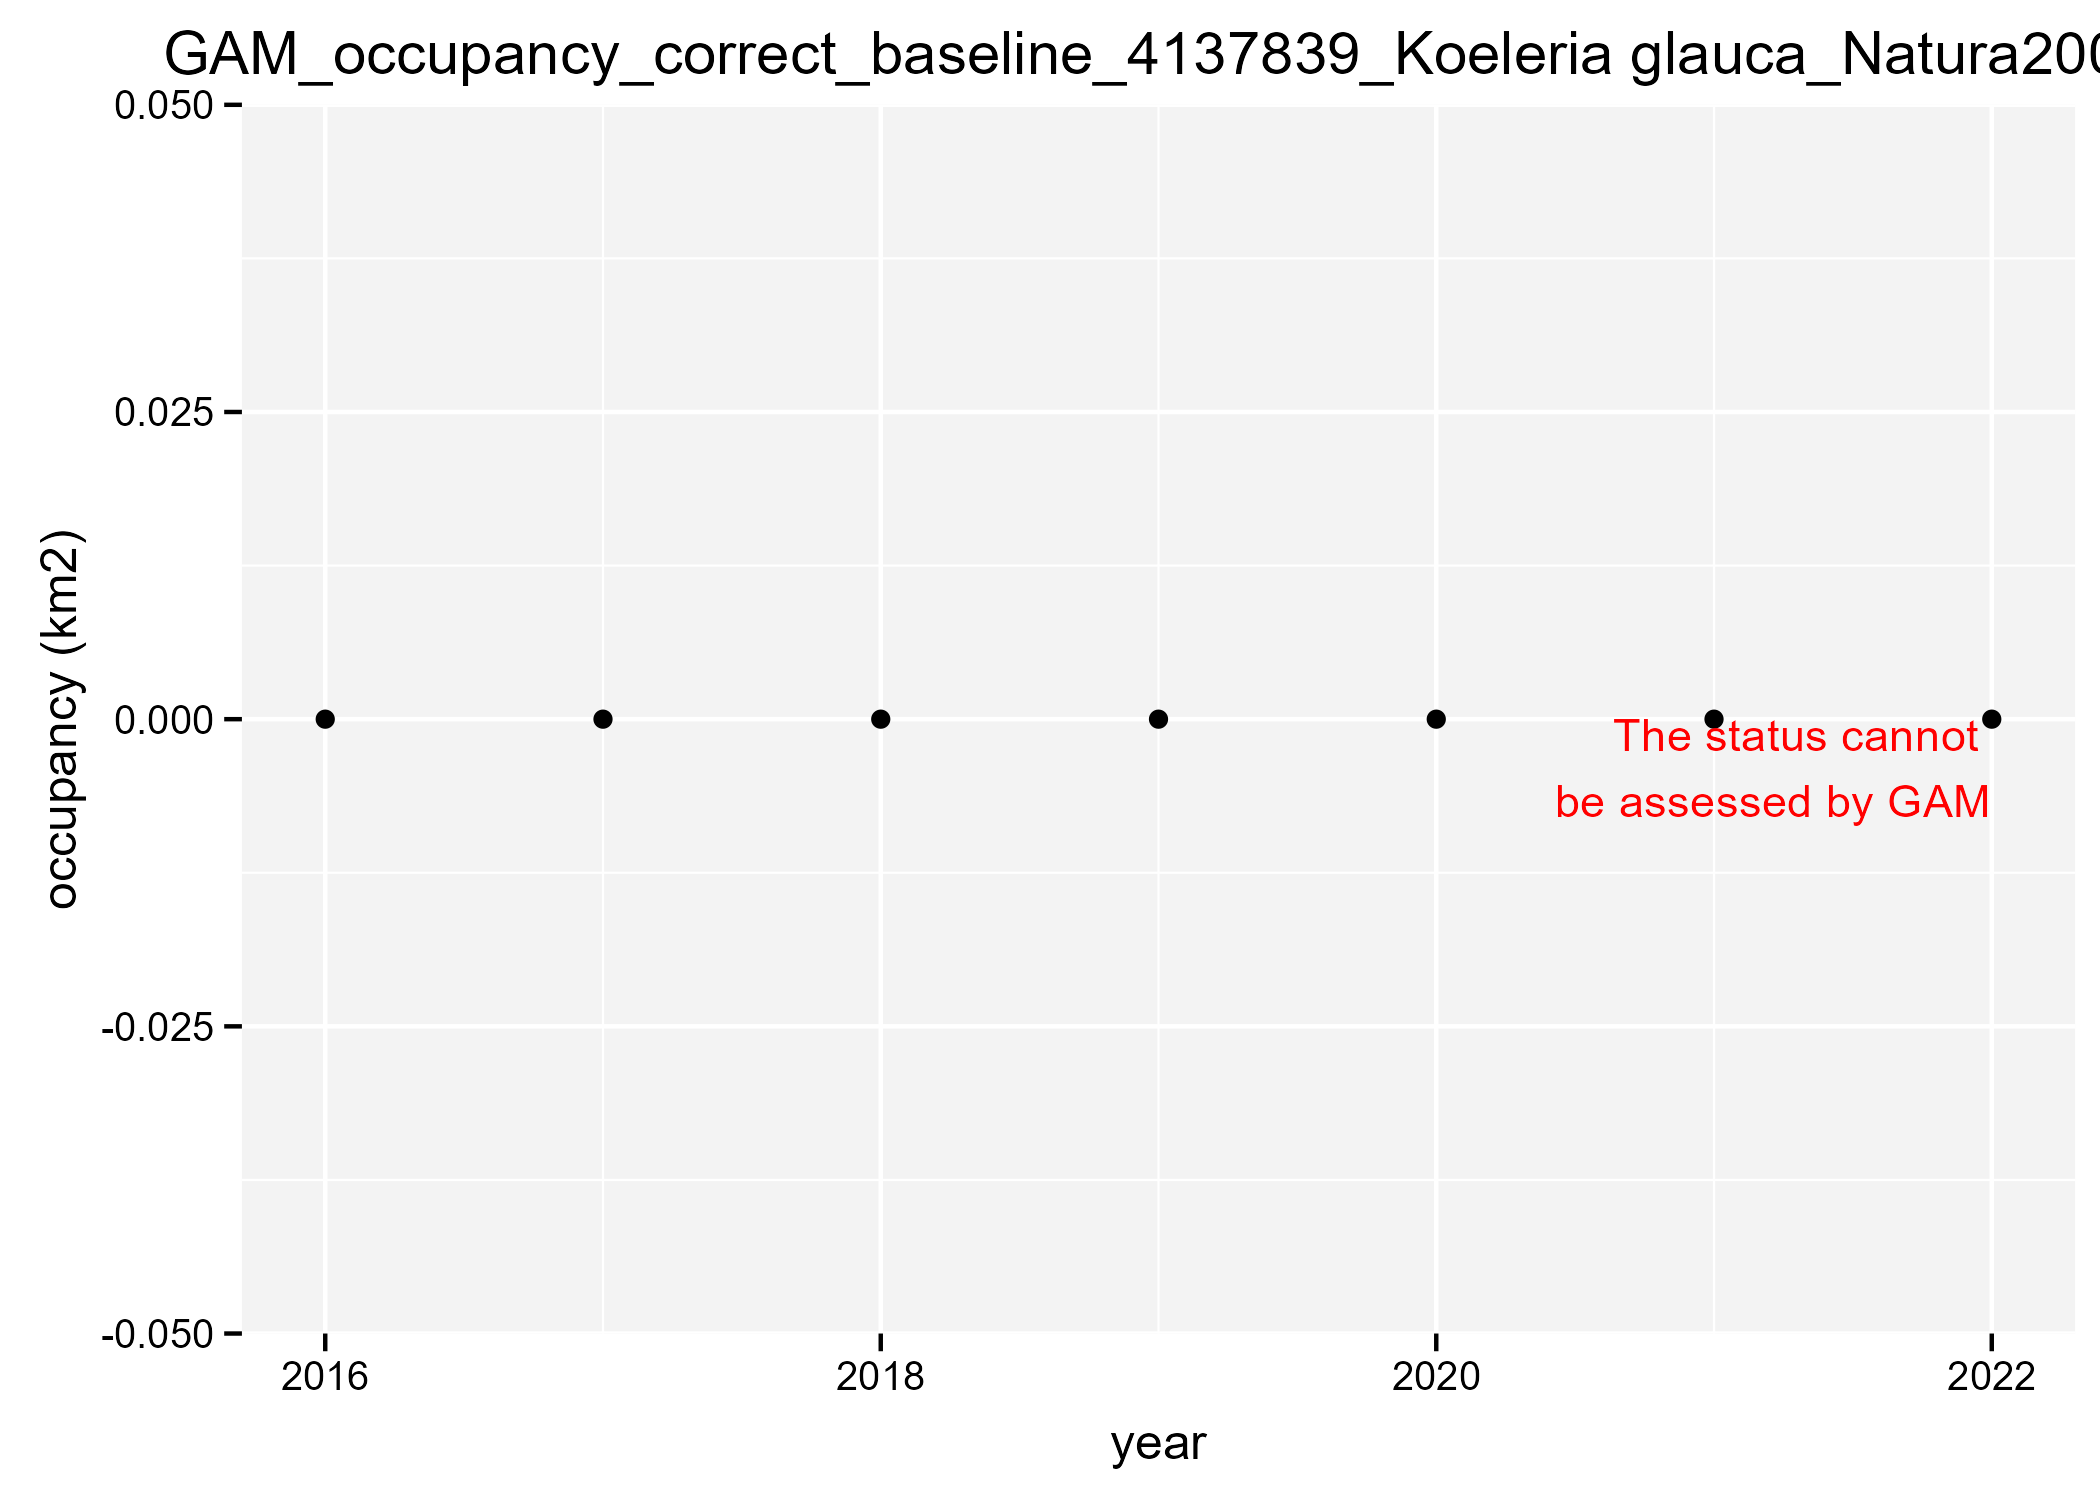 GAM_occupancy_correct_baseline_4137839_Koeleria glauca_Natura200
0.050
0.025
0.000
-0.025
-0.050
occupancy (km2)
The status cannot
be assessed by GAM
2016
2018
2020
2022
year